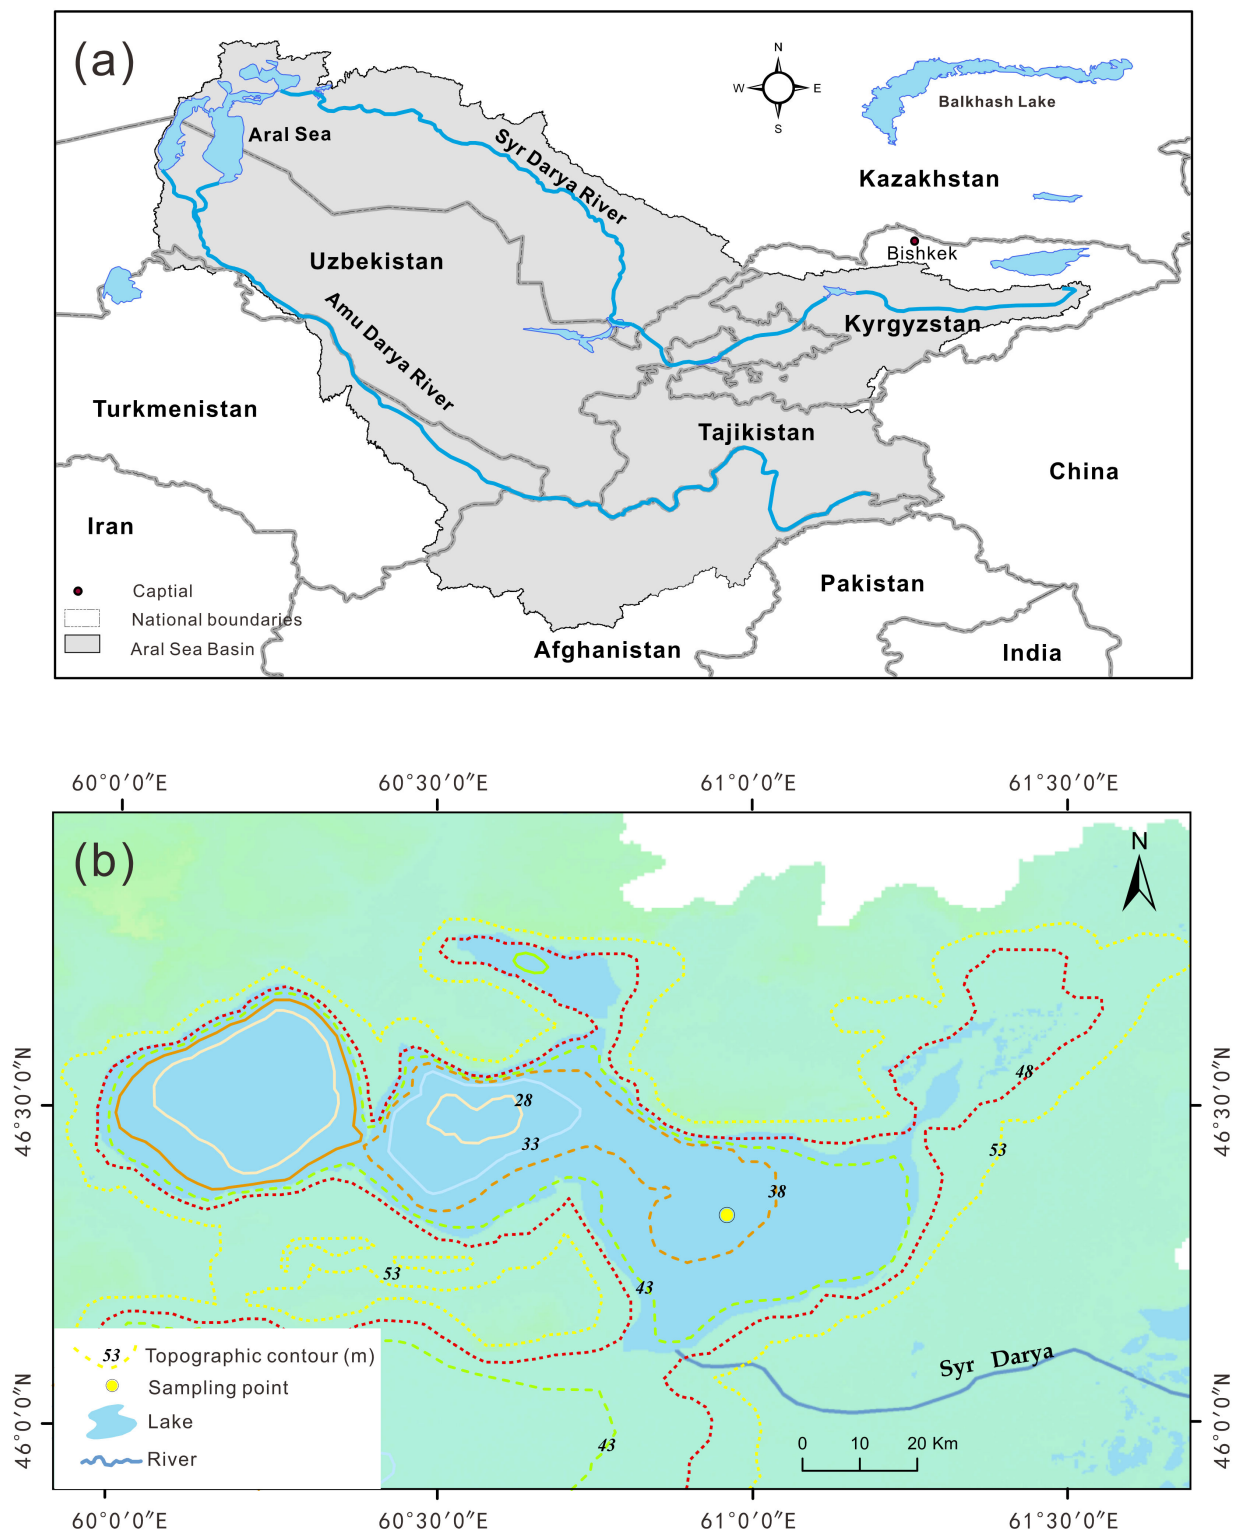 (a)
N
W E
S
Balkhash Lake
Aral Sea
Syr Darya River
Kazakhstan
Bishkek
Uzbekistan
Amu Darya River
Kyrgyzstan
Turkmenistan
Tajikistan
China
Iran
Pakistan
Afghanistan
India
Captial
National boundaries
Aral Sea Basin
60°0′0″E 60°30′0″E 61°0′0″E 61°30′0″E
(b)
N
46°30′0″N
46°30′0″N
48
28
33
53
38
53
43
Syr Darya
43
53 Topographic contour (m)
Sampling point
Lake
River
46°0′0″N
46°0′0″N
0 10 20 Km
60°0′0″E 60°30′0″E 61°0′0″E 61°30′0″E